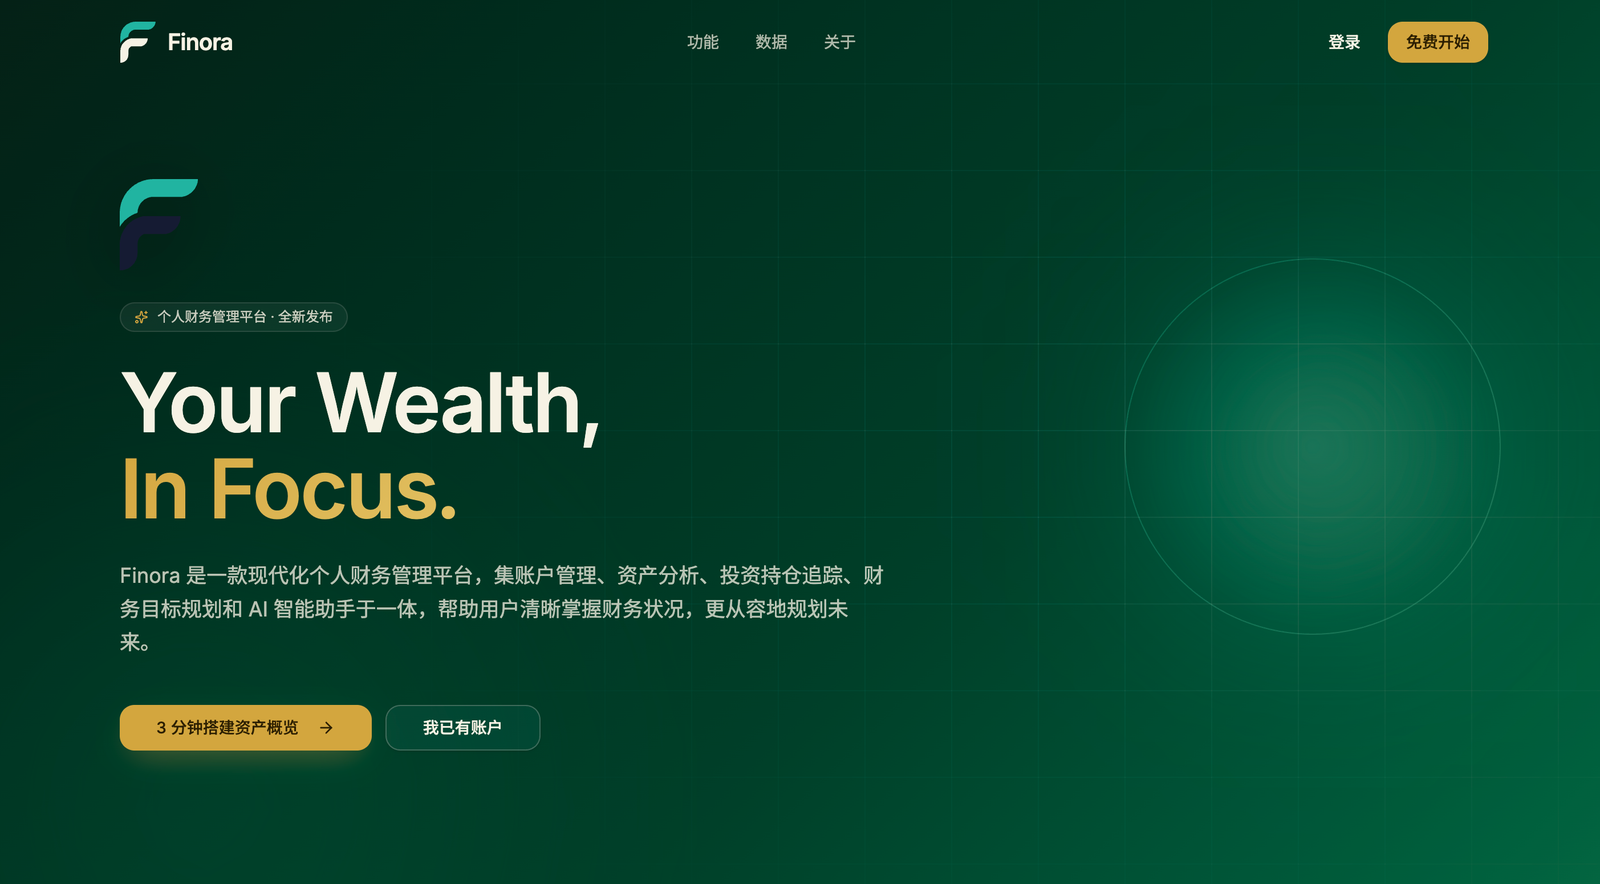 Finora
功能
数据
关于
登录
免费开始
个人财务管理平台 · 全新发布
Your Wealth,
In Focus.
Finora 是一款现代化个人财务管理平台，集账户管理、资产分析、投资持仓追踪、财
务目标规划和 AI 智能助手于一体，帮助用户清晰掌握财务状况，更从容地规划未
来。
3 分钟搭建资产概览 →
我已有账户